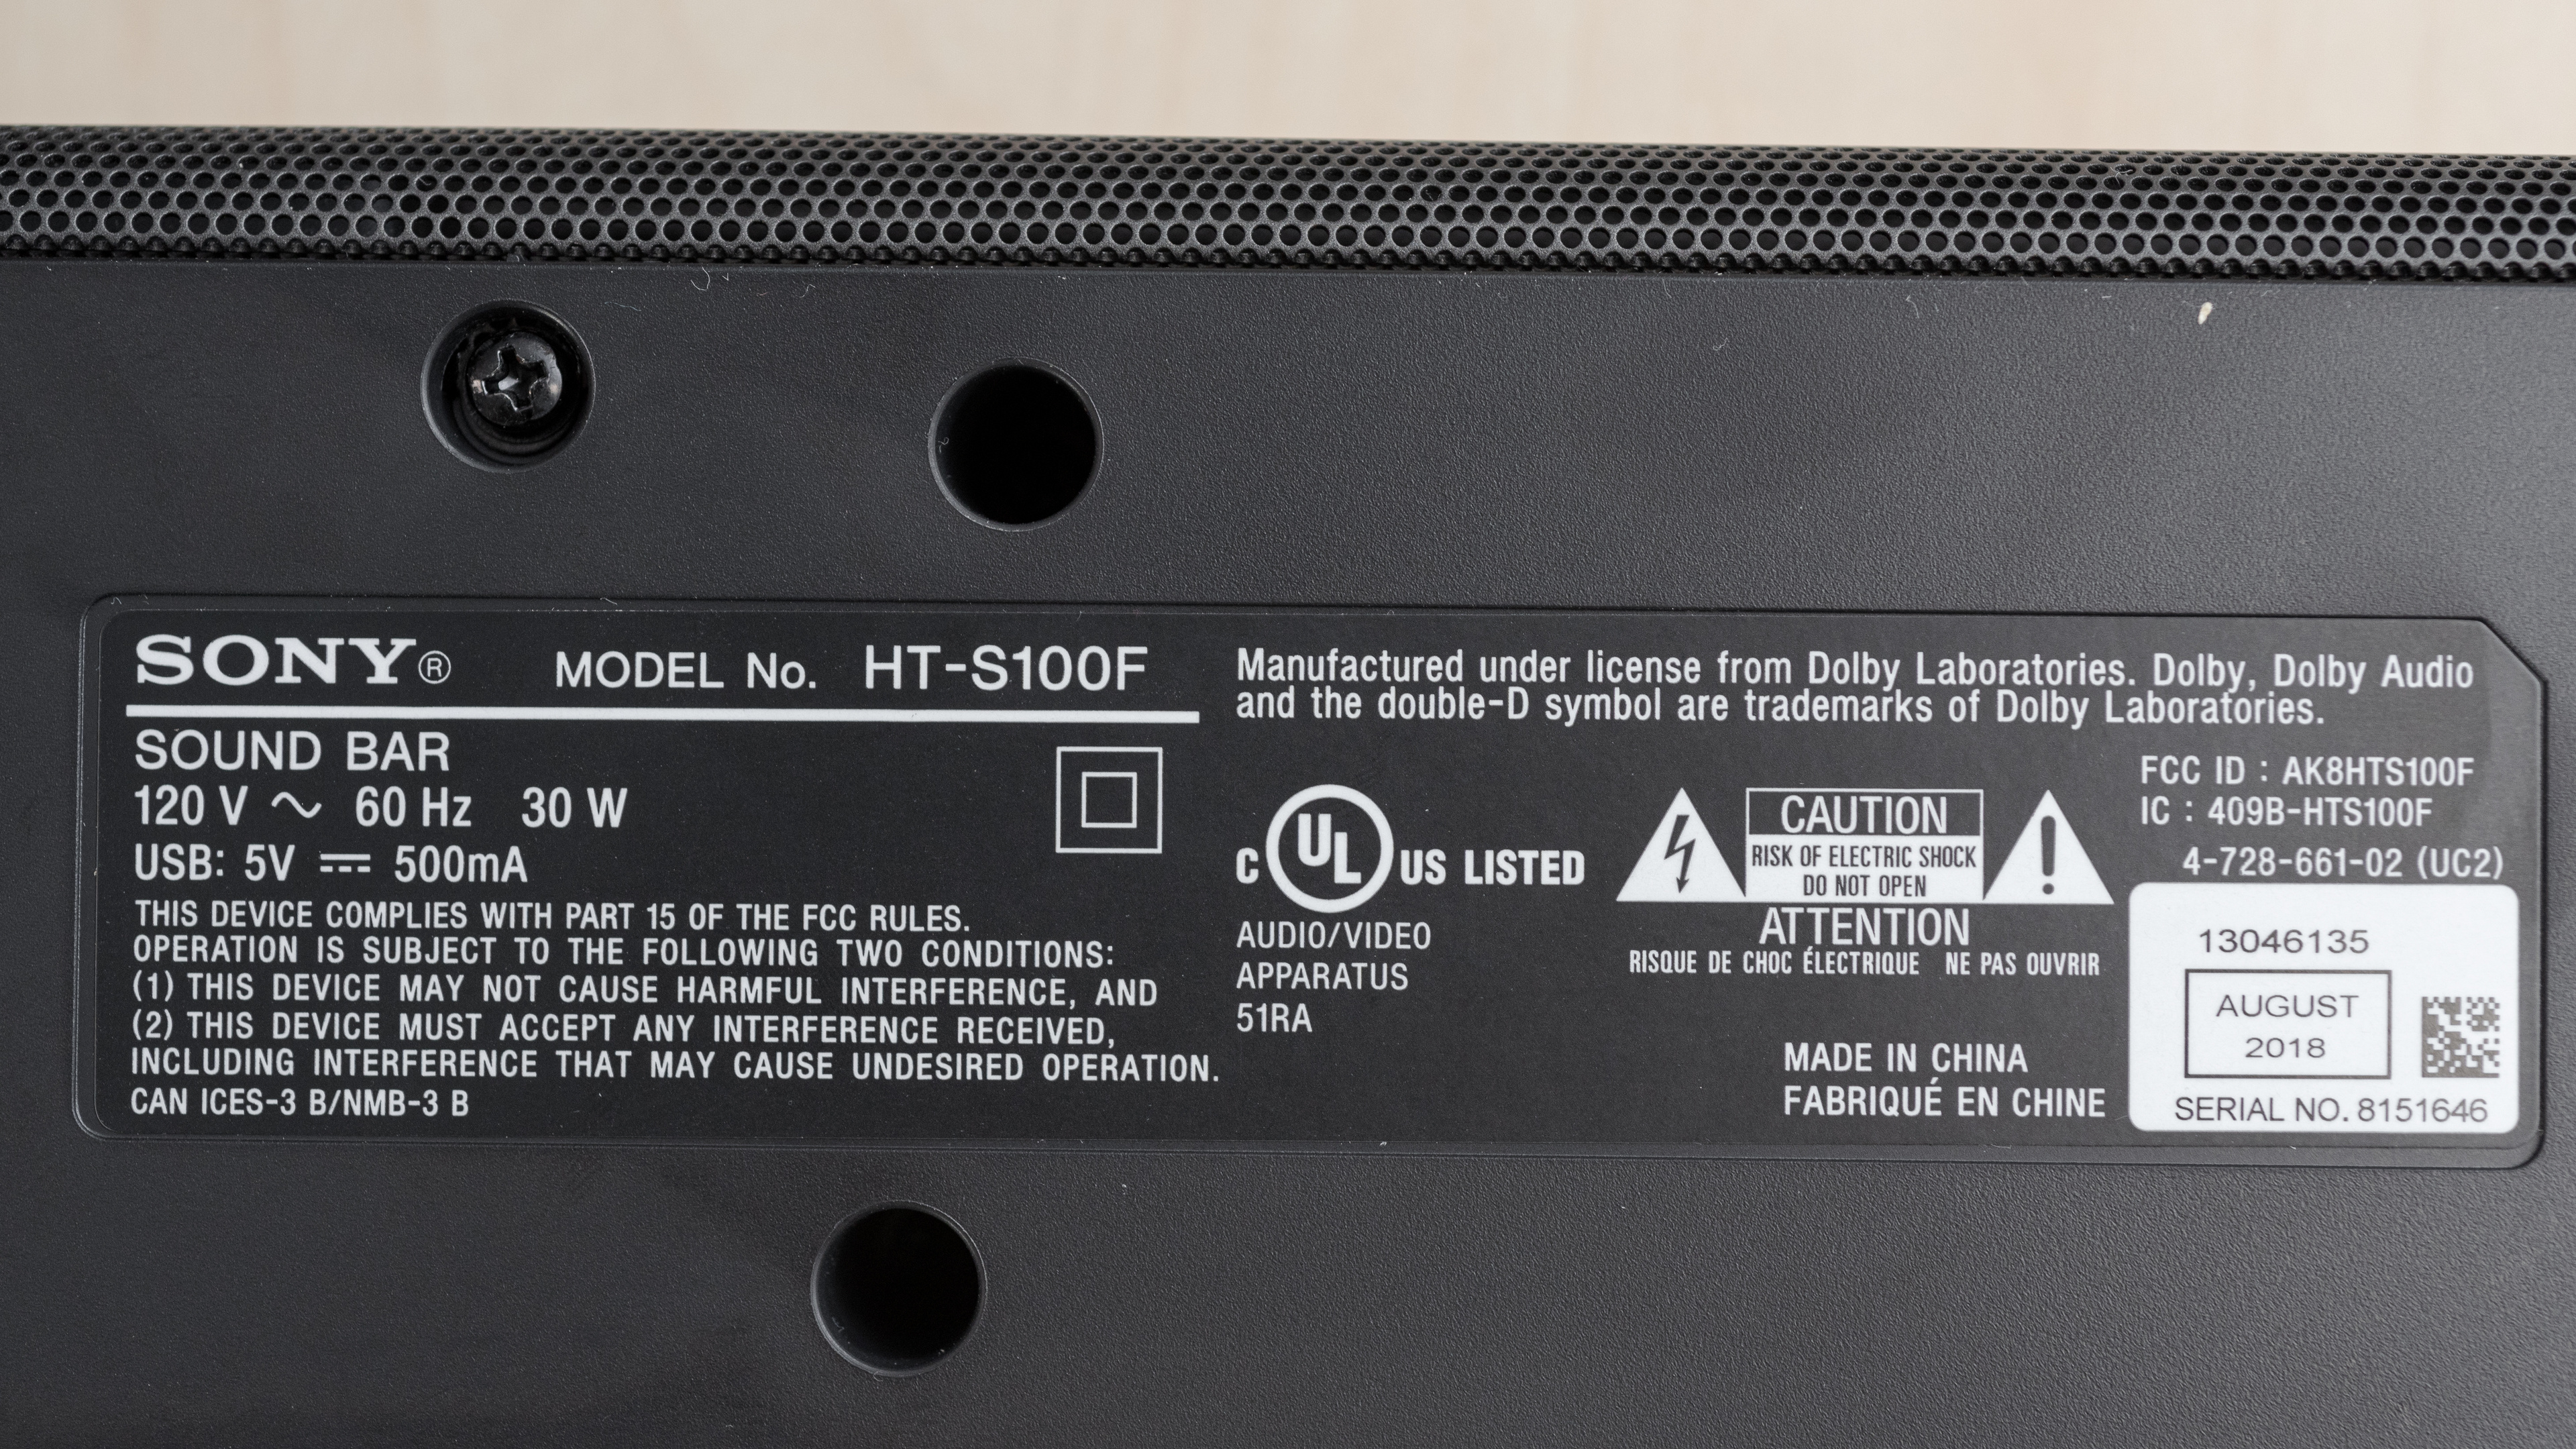 SONY® MODEL No. HT-S100F
SOUND BAR
120 V ~ 60 Hz 30 W
USB: 5V ⎓ 500mA
THIS DEVICE COMPLIES WITH PART 15 OF THE FCC RULES.
OPERATION IS SUBJECT TO THE FOLLOWING TWO CONDITIONS:
(1) THIS DEVICE MAY NOT CAUSE HARMFUL INTERFERENCE, AND
(2) THIS DEVICE MUST ACCEPT ANY INTERFERENCE RECEIVED,
INCLUDING INTERFERENCE THAT MAY CAUSE UNDESIRED OPERATION.
CAN ICES-3 B/NMB-3 B
Manufactured under license from Dolby Laboratories. Dolby, Dolby Audio
and the double-D symbol are trademarks of Dolby Laboratories.
C UL US LISTED
AUDIO/VIDEO
APPARATUS
51RA
CAUTION
RISK OF ELECTRIC SHOCK
DO NOT OPEN
ATTENTION
RISQUE DE CHOC ÉLECTRIQUE NE PAS OUVRIR
MADE IN CHINA
FABRIQUÉ EN CHINE
FCC ID : AK8HTS100F
IC : 409B-HTS100F
4-728-661-02 (UC2)
13046135
AUGUST
2018
SERIAL NO. 8151646